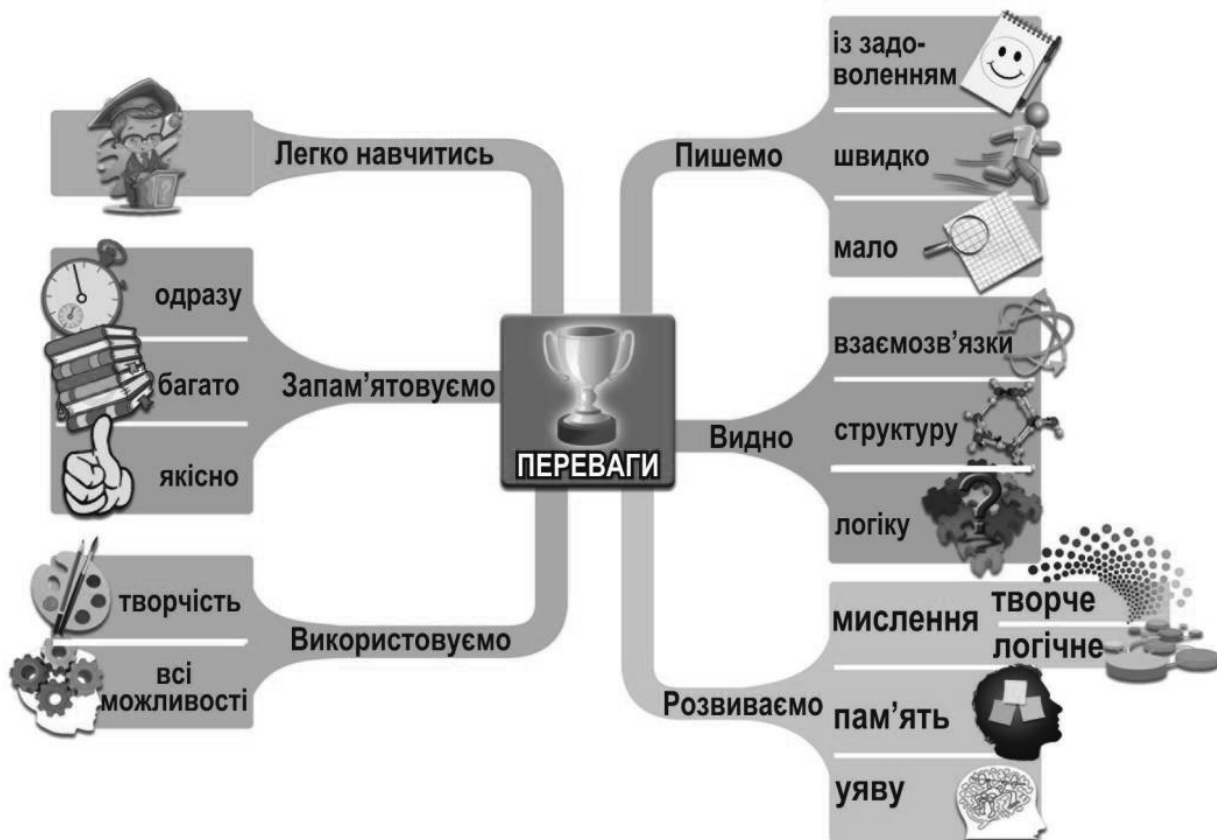 ПЕРЕВАГИ
Легко навчитись
Запам’ятовуємо
одразу
багато
якісно
Використовуємо
творчість
всі
можливості
Пишемо
із задо-
воленням
швидко
мало
Видно
взаємозв’язки
структуру
логіку
Розвиваємо
мислення
творче
логічне
пам’ять
уяву